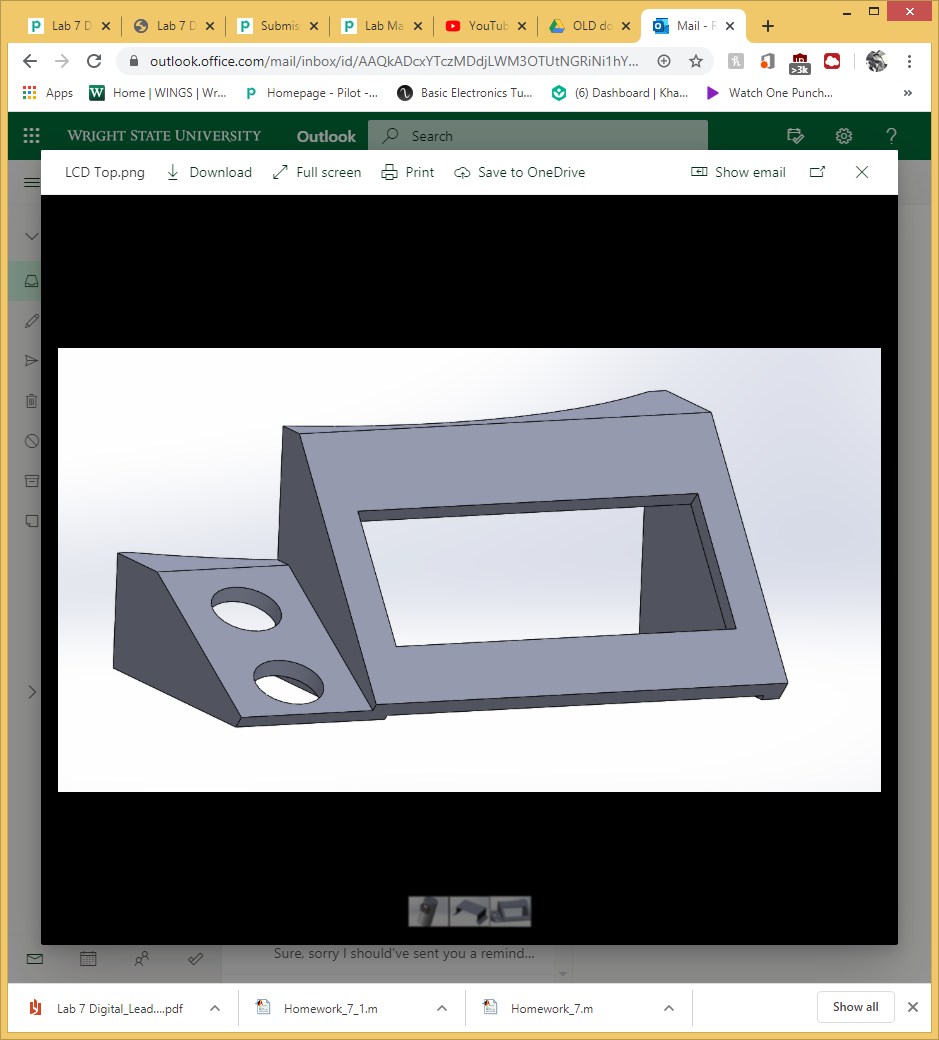 Lab 7 D
Lab 7 D
Submis
Lab Ma
YouTub
OLD do
Mail - R
outlook.office.com/mail/inbox/id/AAQkADcxYTczMDdjLWM3OTUtNGRiNi1hY...
>3k
Apps
W Home | WINGS | Wr...
Homepage - Pilot -...
Basic Electronics Tu...
(6) Dashboard | Kha...
Watch One Punch...
»
WRIGHT STATE UNIVERSITY
Outlook
Search
?
LCD Top.png
Download
Full screen
Print
Save to OneDrive
Show email
Sure, sorry I should've sent you a remind...
Lab 7 Digital_Lead....pdf
Homework_7_1.m
Homework_7.m
Show all